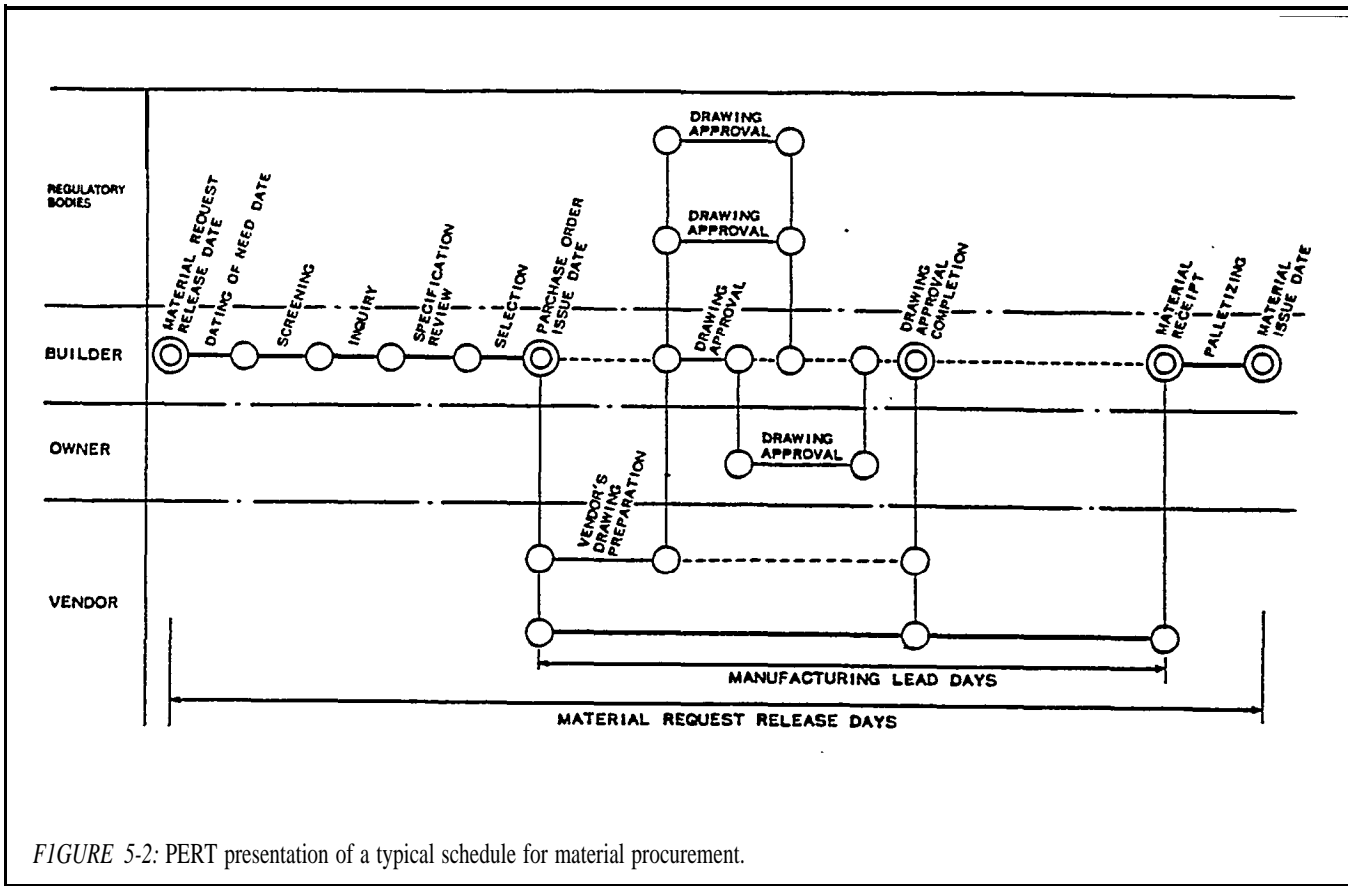 DRAWING
APPROVAL
DRAWING
APPROVAL
REGULATORY
BODIES
MATERIAL REQUEST
RELEASE DATE
DATING OF NEED DATE
SCREENING
INQUIRY
SPECIFICATION
REVIEW
SELECTION
PARCHASE ORDER
ISSUE DATE
DRAWING
APPROVAL
DRAWING
APPROVAL
COMPLETION
MATERIAL
RECEIPT
PALLETIZING
MATERIAL
ISSUE DATE
BUILDER
OWNER
DRAWING
APPROVAL
VENDOR'S
DRAWING
PREPARATION
VENDOR
MANUFACTURING LEAD DAYS
MATERIAL REQUEST RELEASE DAYS
F1GURE 5-2: PERT presentation of a typical schedule for material procurement.